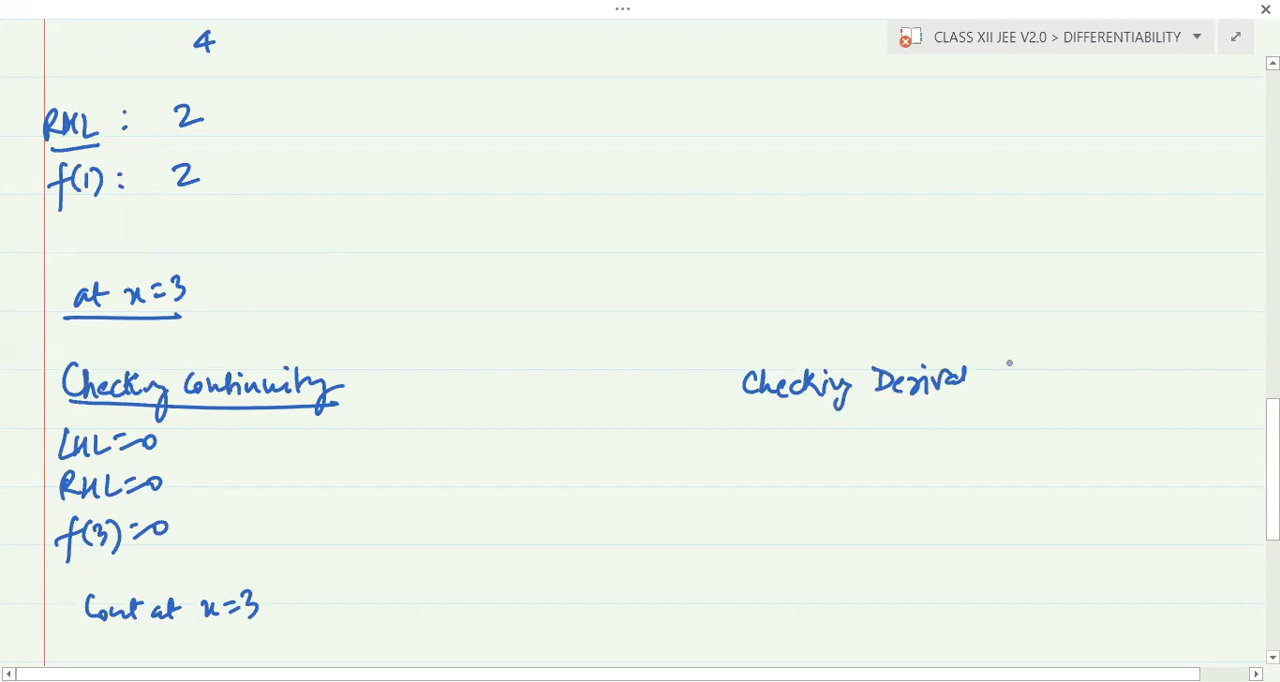 CLASS XII JEE V2.0 > DIFFERENTIABILITY
4
RHL : 2
f(1) : 2
at x=3
Checking Continuity
LHL=0
RHL=0
f(3)=0
Cont at x=3
Checking Derivat